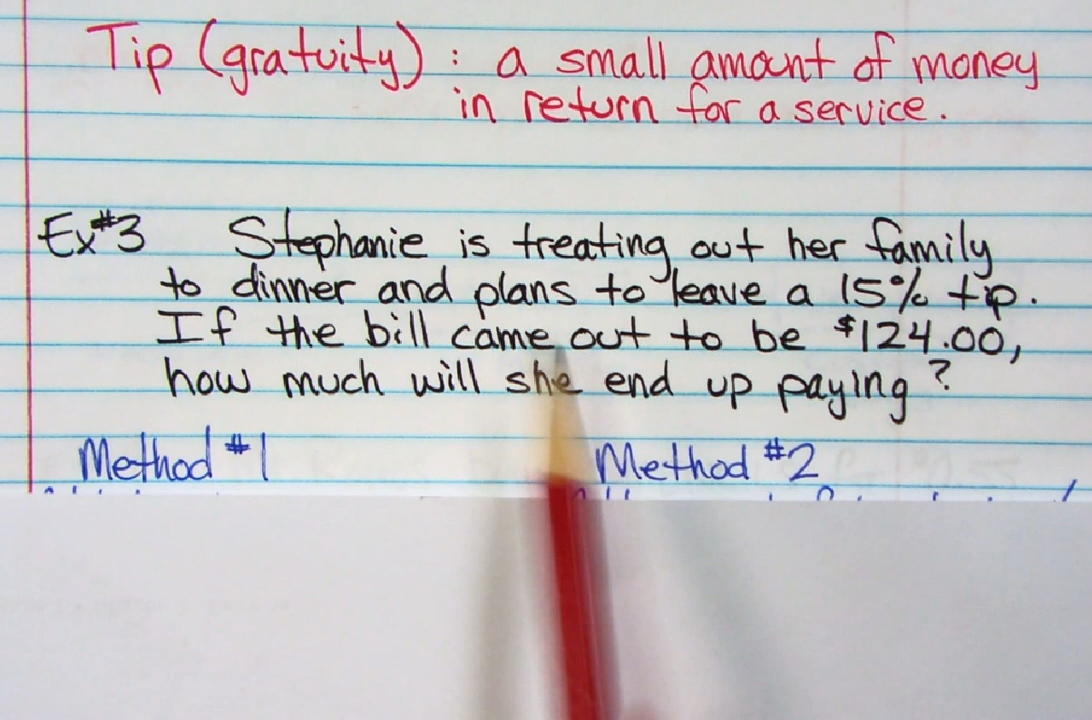 Tip (gratuity) : a small amount of money
in return for a service.
Ex#3 Stephanie is treating out her family
to dinner and plans to leave a 15% tip.
If the bill came out to be $124.00,
how much will she end up paying?
Method #1 Method #2